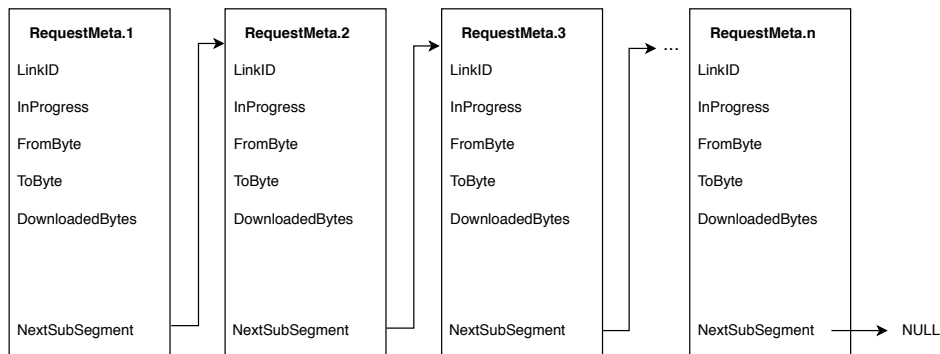 RequestMeta.1
LinkID
InProgress
FromByte
ToByte
DownloadedBytes
NextSubSegment
RequestMeta.2
LinkID
InProgress
FromByte
ToByte
DownloadedBytes
NextSubSegment
RequestMeta.3
LinkID
InProgress
FromByte
ToByte
DownloadedBytes
NextSubSegment
...
RequestMeta.n
LinkID
InProgress
FromByte
ToByte
DownloadedBytes
NextSubSegment
NULL